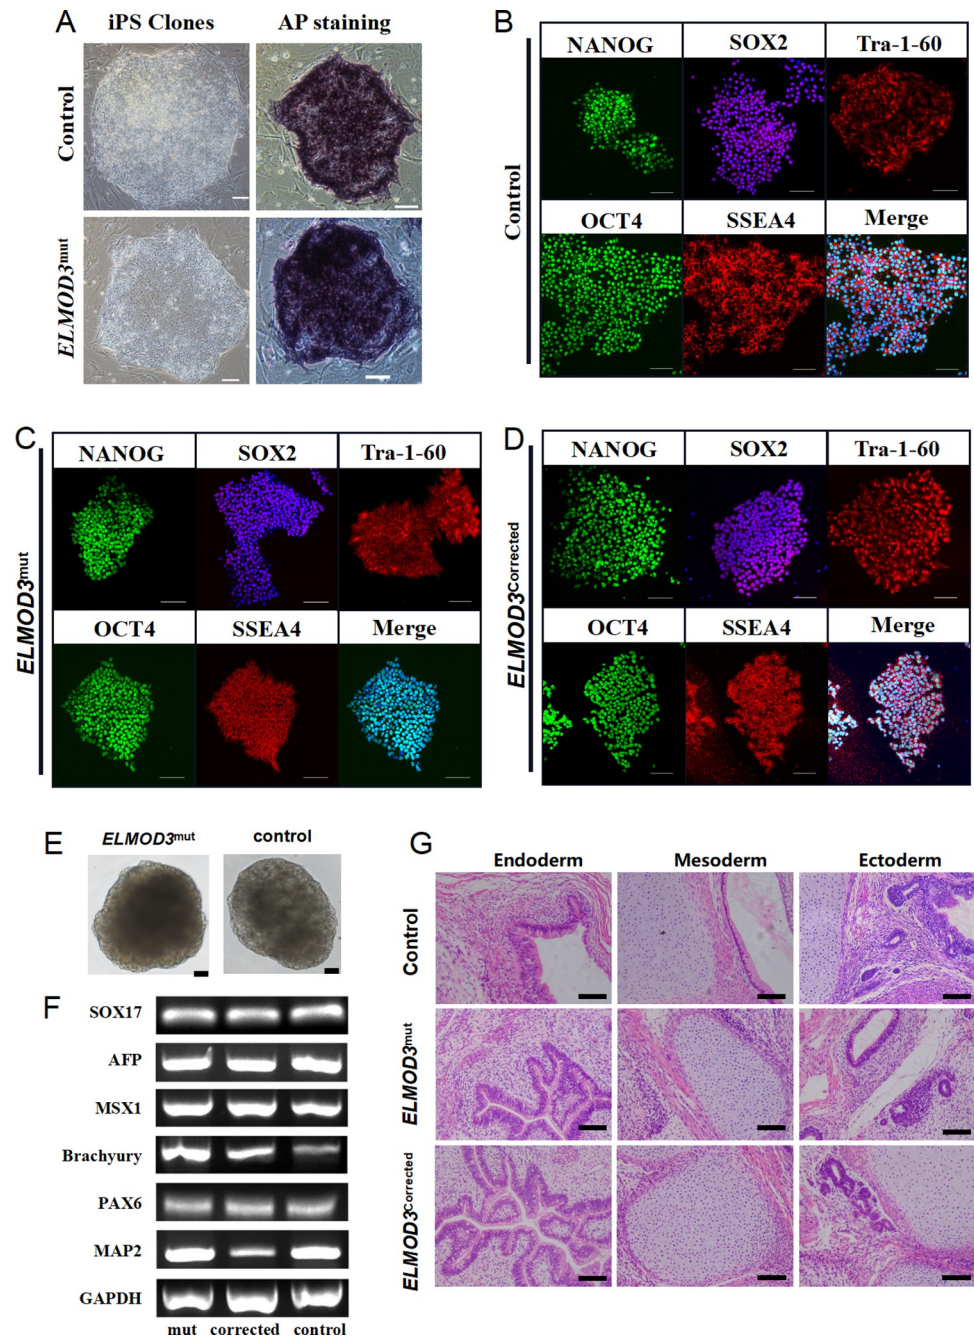 A
iPS Clones
AP staining
Control
ELMOD3mut
B
Control
NANOG
SOX2
Tra-1-60
OCT4
SSEA4
Merge
C
ELMOD3mut
NANOG
SOX2
Tra-1-60
OCT4
SSEA4
Merge
D
ELMOD3Corrected
NANOG
SOX2
Tra-1-60
OCT4
SSEA4
Merge
E
ELMOD3mut
control
F
SOX17
AFP
MSX1
Brachyury
PAX6
MAP2
GAPDH
mut corrected control
G
Endoderm
Mesoderm
Ectoderm
Control
ELMOD3mut
ELMOD3Corrected